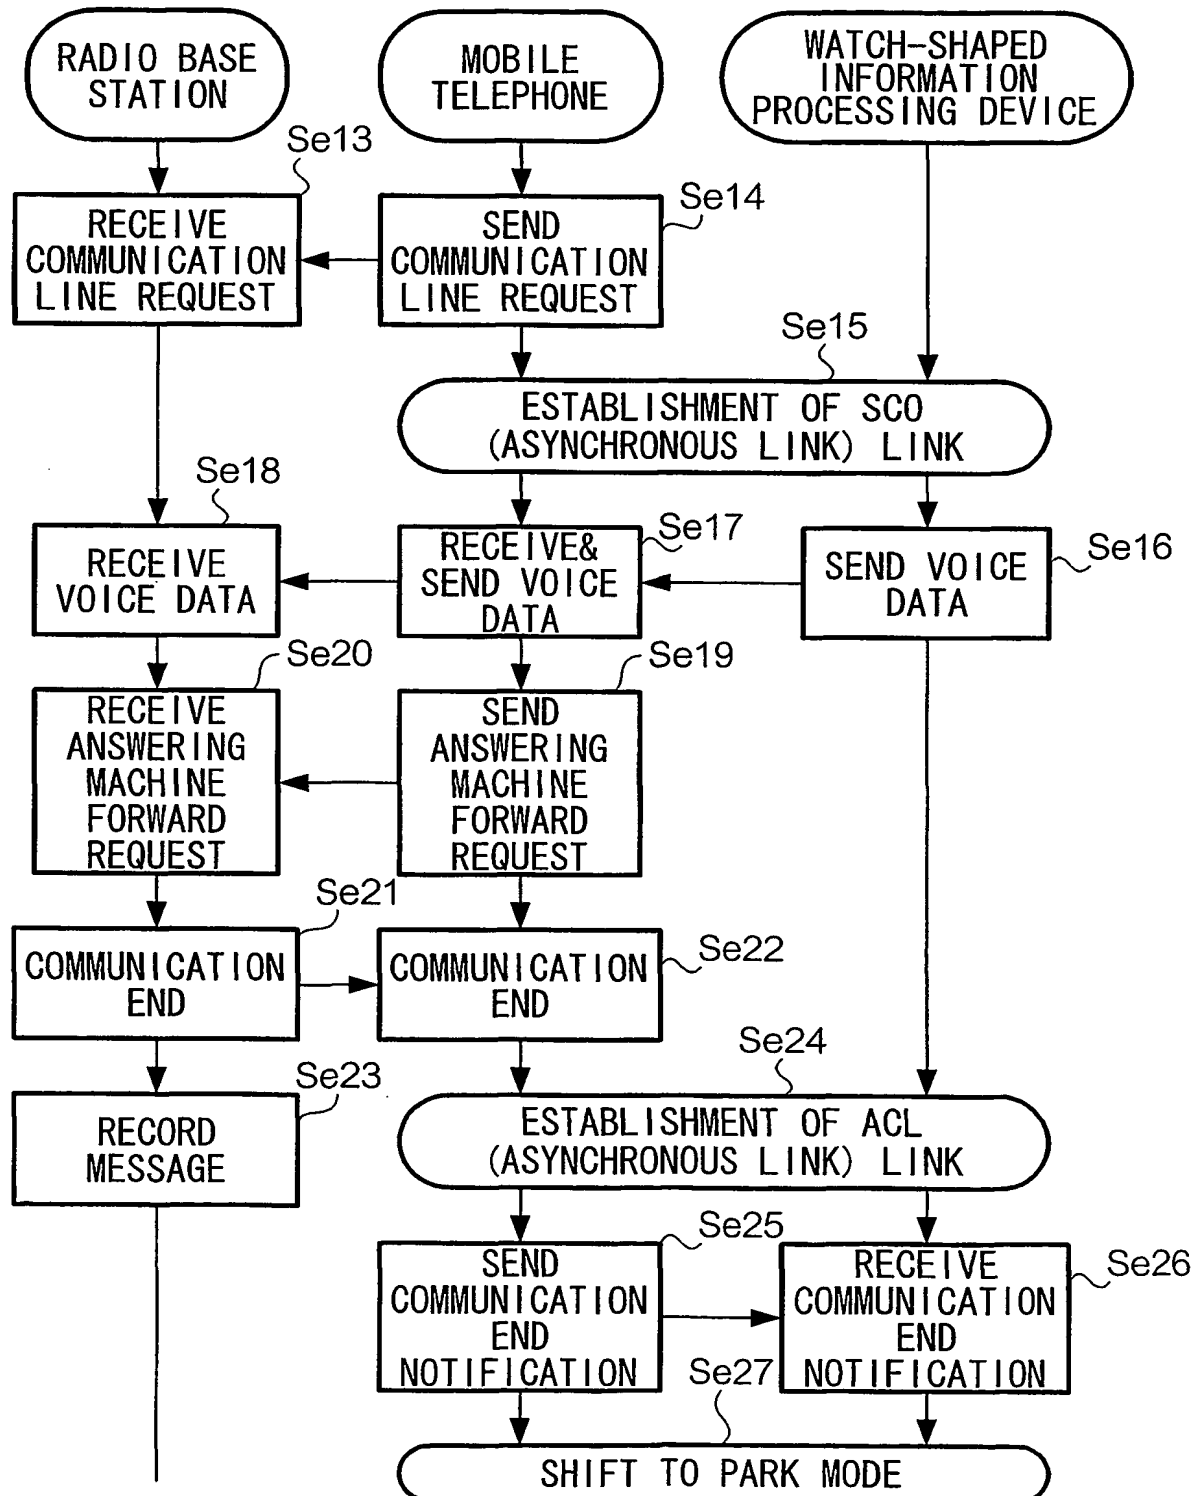 RADIO BASE
STATION
MOBILE
TELEPHONE
WATCH-SHAPED
INFORMATION
PROCESSING DEVICE
Se13
RECEIVE
COMMUNICATION
LINE REQUEST
Se14
SEND
COMMUNICATION
LINE REQUEST
Se15
ESTABLISHMENT OF SCO
(ASYNCHRONOUS LINK) LINK
Se18
RECEIVE
VOICE DATA
Se17
RECEIVE&
SEND VOICE
DATA
Se16
SEND VOICE
DATA
Se20
RECEIVE
ANSWERING
MACHINE
FORWARD
REQUEST
Se19
SEND
ANSWERING
MACHINE
FORWARD
REQUEST
Se21
COMMUNICATION
END
Se22
COMMUNICATION
END
Se23
RECORD
MESSAGE
Se24
ESTABLISHMENT OF ACL
(ASYNCHRONOUS LINK) LINK
Se25
SEND
COMMUNICATION
END
NOTIFICATION
Se26
RECEIVE
COMMUNICATION
END
NOTIFICATION
Se27
SHIFT TO PARK MODE